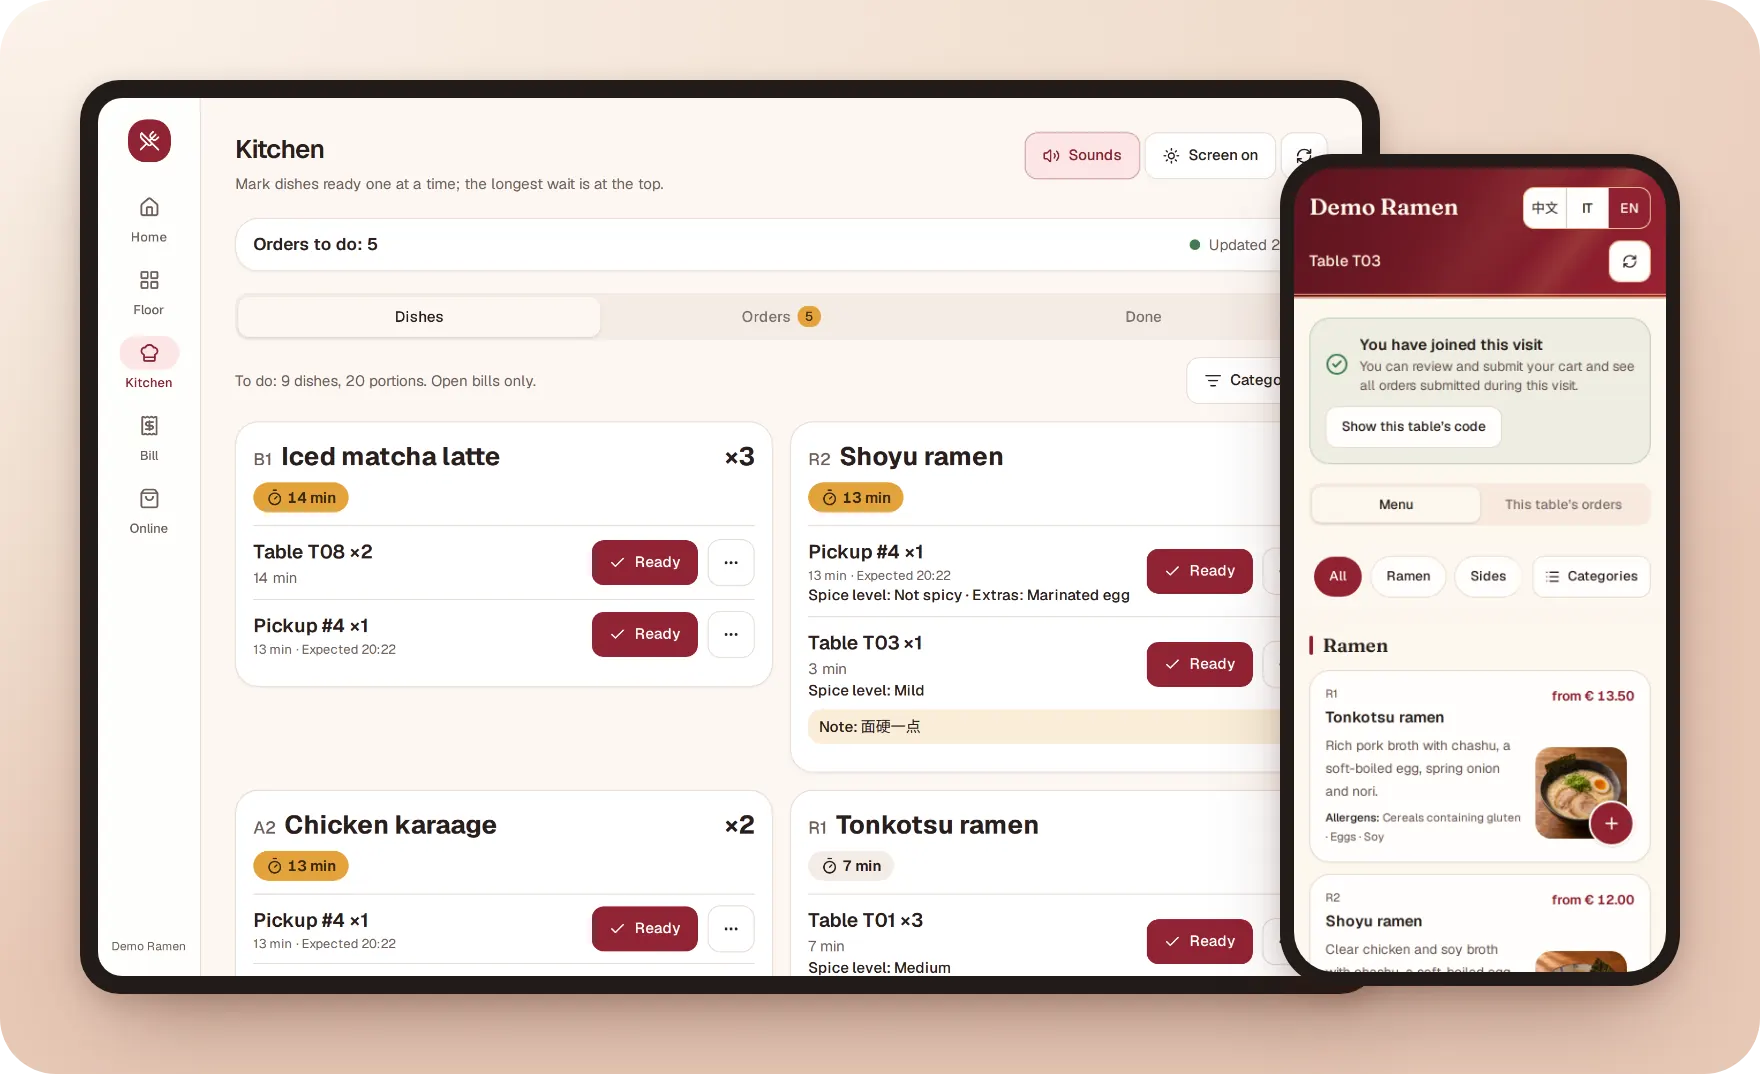 Home
Floor
Kitchen
Bill
Online
Demo Ramen
Kitchen
Mark dishes ready one at a time; the longest wait is at the top.
Sounds
Screen on
Orders to do: 5
Updated 2
Dishes
Orders 5
Done
To do: 9 dishes, 20 portions. Open bills only.
B1 Iced matcha latte ×3
14 min
Table T08 ×2
14 min
Ready
Pickup #4 ×1
13 min · Expected 20:22
Ready
R2 Shoyu ramen
13 min
Pickup #4 ×1
13 min · Expected 20:22
Spice level: Not spicy · Extras: Marinated egg
Ready
Table T03 ×1
3 min
Spice level: Mild
Ready
Note: 面硬一点
A2 Chicken karaage ×2
13 min
Pickup #4 ×1
13 min · Expected 20:22
Ready
R1 Tonkotsu ramen
7 min
Table T01 ×3
7 min
Spice level: Medium
Ready
Demo Ramen
中文 IT EN
Table T03
You have joined this visit
You can review and submit your cart and see
all orders submitted during this visit.
Show this table's code
Menu
This table's orders
All
Ramen
Sides
Categories
Ramen
R1
from € 13.50
Tonkotsu ramen
Rich pork broth with chashu, a
soft-boiled egg, spring onion
and nori.
Allergens: Cereals containing gluten
· Eggs · Soy
R2
from € 12.00
Shoyu ramen
Clear chicken and soy broth
with chashu, a soft-boiled egg